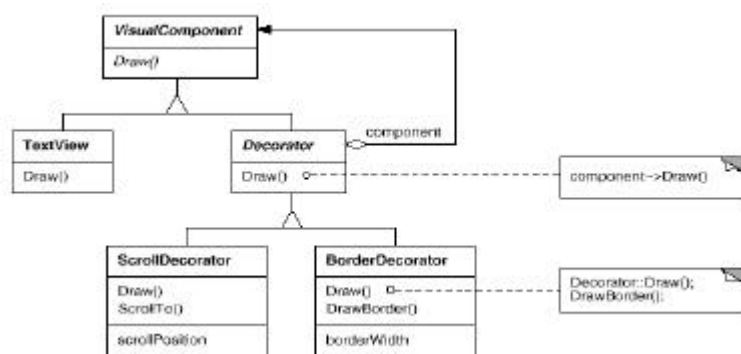 VisualComponent
Draw()
component
TextView
Draw()
Decorator
Draw()
component->Draw()
ScrollDecorator
Draw()
ScrollTo()
scrollPosition
BorderDecorator
Draw()
DrawBorder()
borderWidth
Decorator::Draw();
DrawBorder();